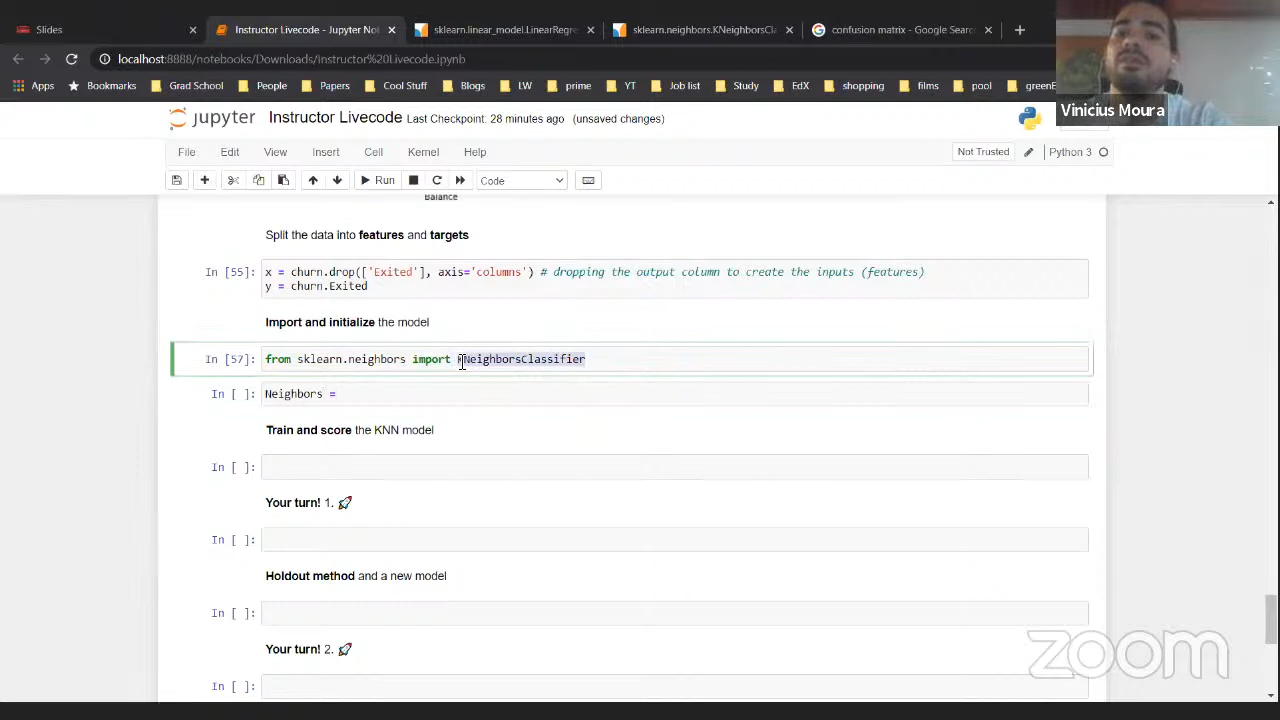 Slides
Instructor Livecode - Jupyter Not
sklearn.linear_model.LinearRegre
sklearn.neighbors.KNeighborsCla
confusion matrix - Google Searc
localhost:8888/notebooks/Downloads/Instructor%20Livecode.ipynb
Apps Bookmarks Grad School People Papers Cool Stuff Blogs LW prime YT Job list Study EdX shopping films pool greenE
Vinicius Moura
jupyter Instructor Livecode Last Checkpoint: 28 minutes ago (unsaved changes)
File Edit View Insert Cell Kernel Help
Not Trusted Python 3
Run Code
Balance
Split the data into features and targets
In [55]: x = churn.drop(['Exited'], axis='columns') # dropping the output column to create the inputs (features)
y = churn.Exited
Import and initialize the model
In [57]: from sklearn.neighbors import KNeighborsClassifier
In [ ]: Neighbors =
Train and score the KNN model
In [ ]:
Your turn! 1. 🚀
In [ ]:
Holdout method and a new model
In [ ]:
Your turn! 2. 🚀
In [ ]:
zoom